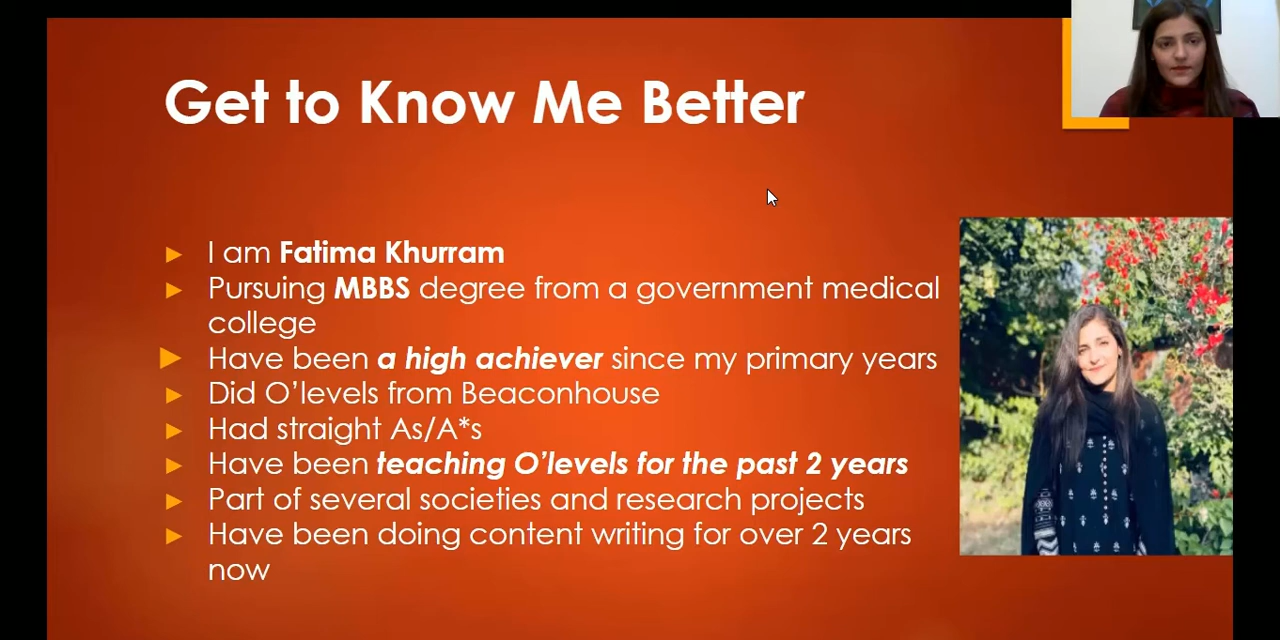 Get to Know Me Better
I am Fatima Khurram
Pursuing MBBS degree from a government medical
college
Have been a high achiever since my primary years
Did O'levels from Beaconhouse
Had straight As/A*s
Have been teaching O'levels for the past 2 years
Part of several societies and research projects
Have been doing content writing for over 2 years
now